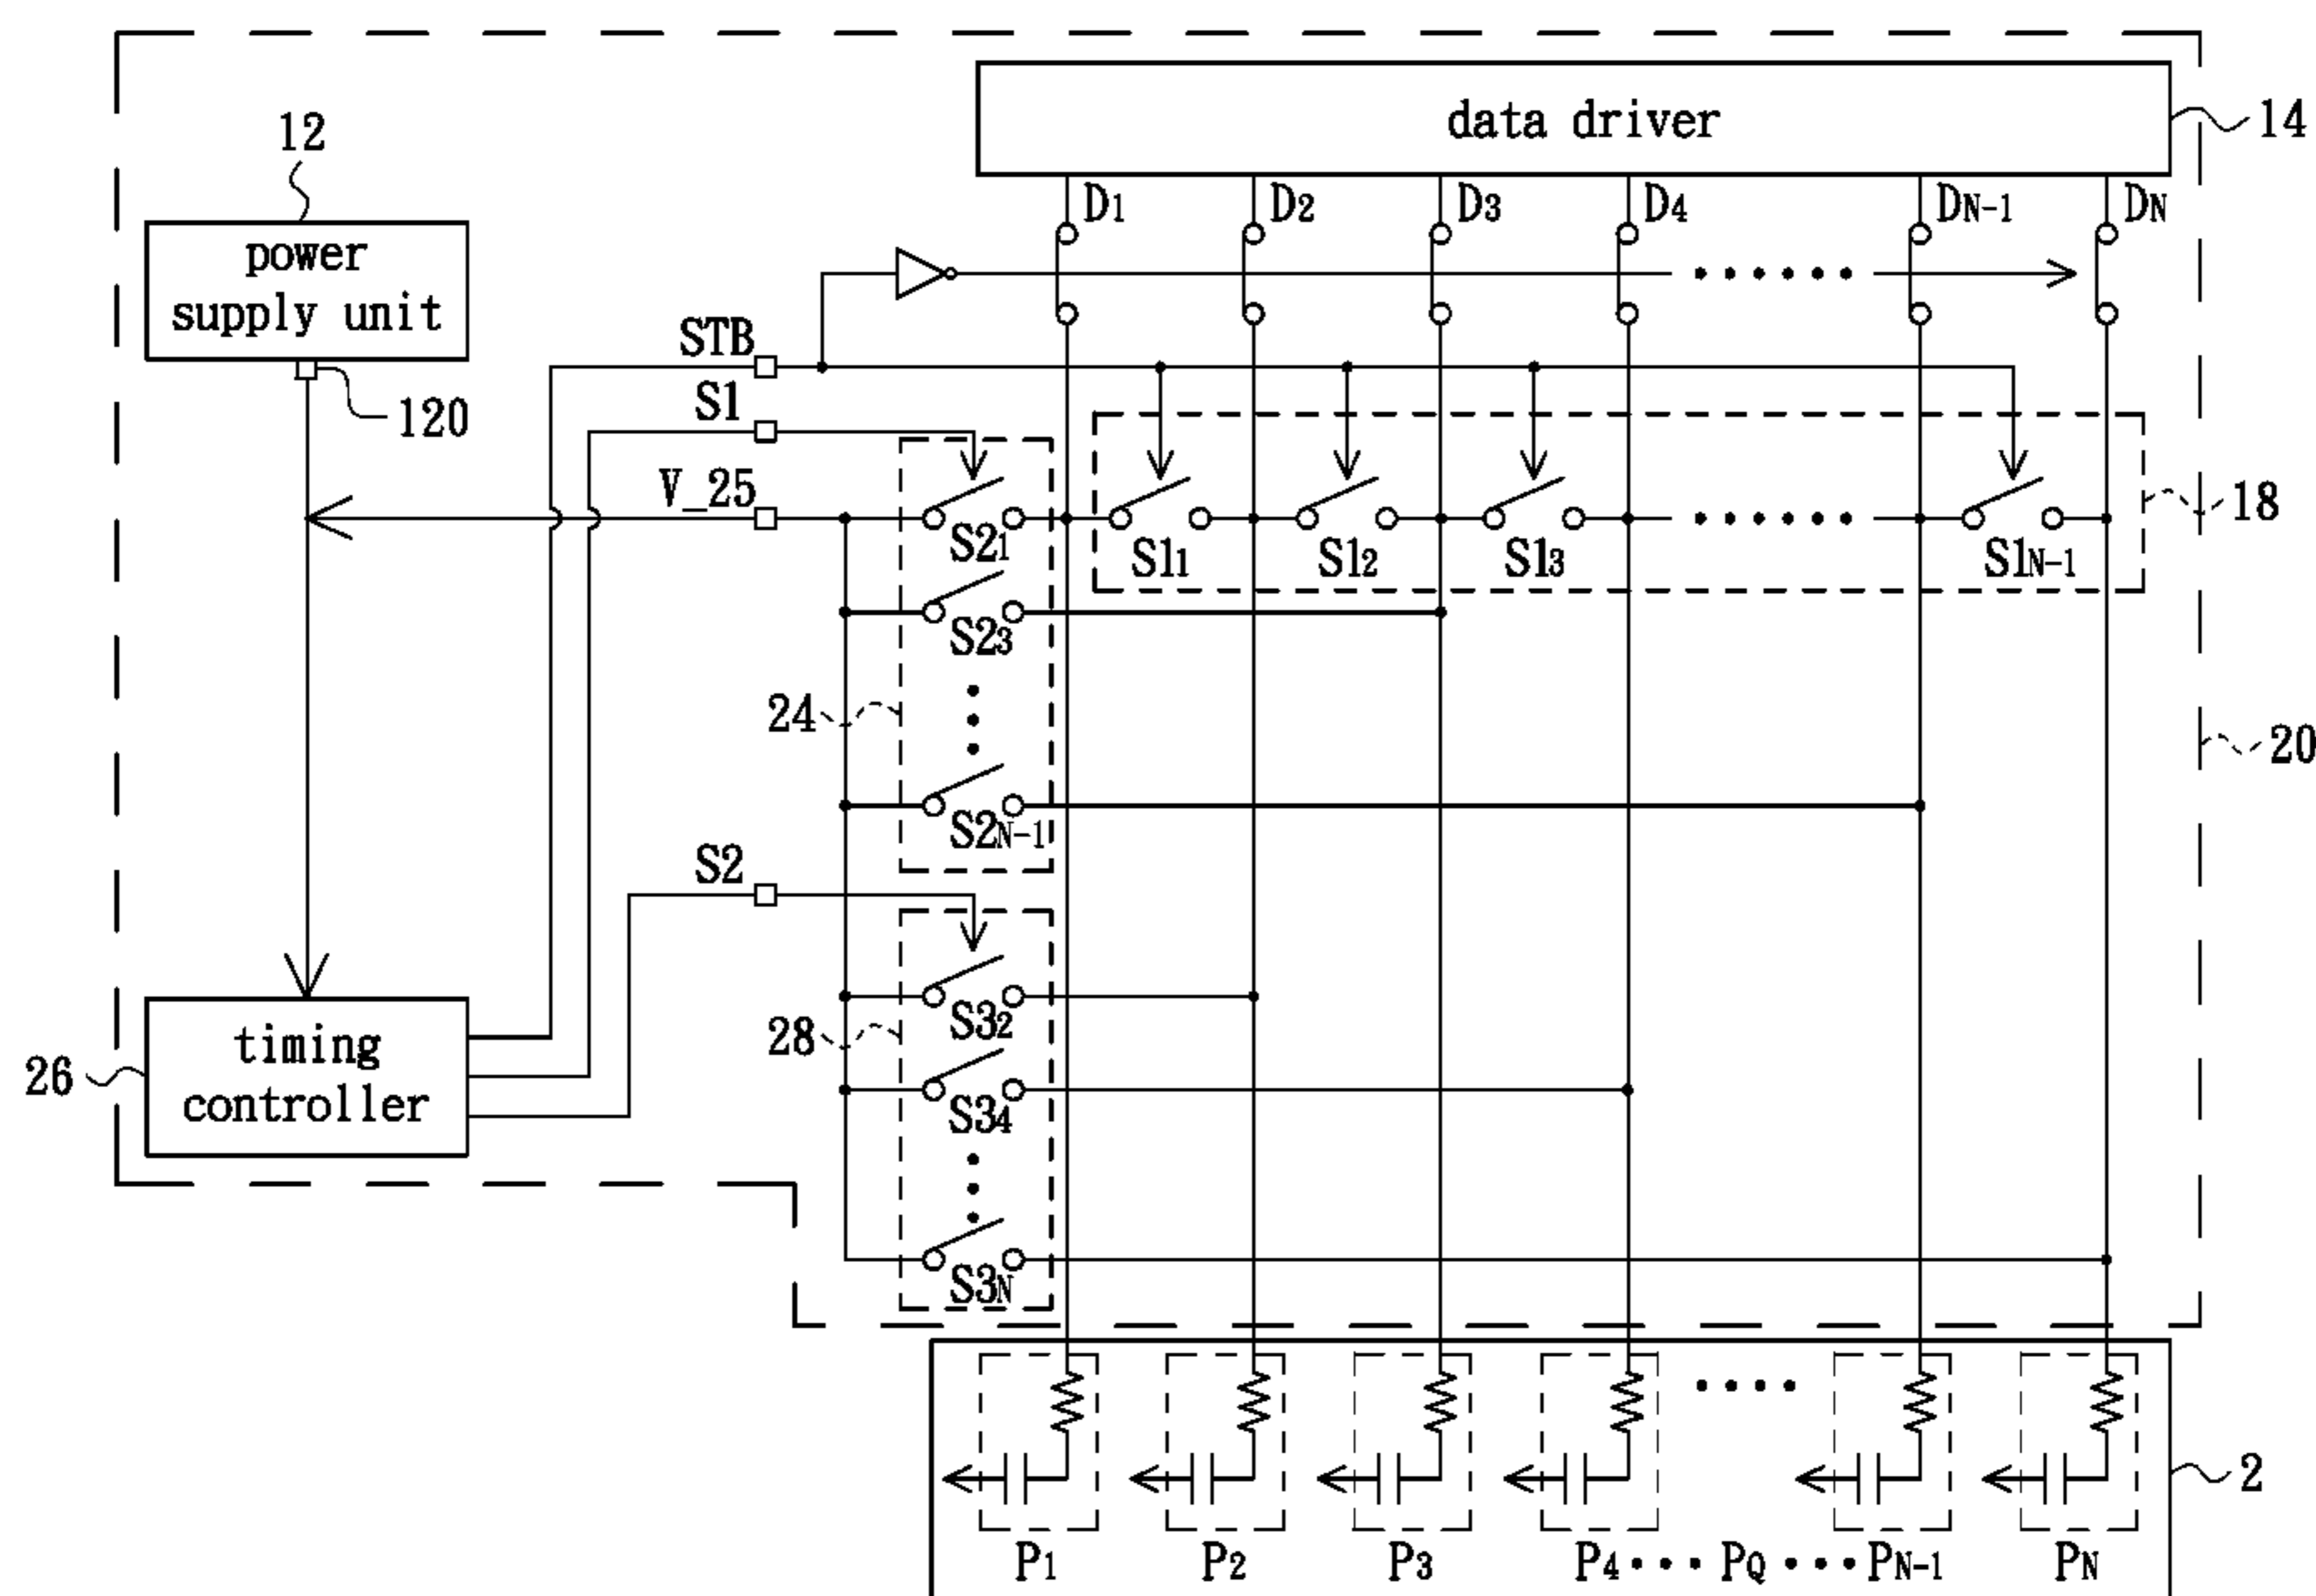 data driver
14
12
D1 D2 D3 D4 DN-1 DN
power
supply unit
STB
120
S1
V_25
18
S21
S11 S12 S13 S1N-1
S23
24
20
S2N-1
S2
28
S32
26
timing
controller
S34
S3N
2
P1 P2 P3 P4 ••• PQ •••• PN-1 PN